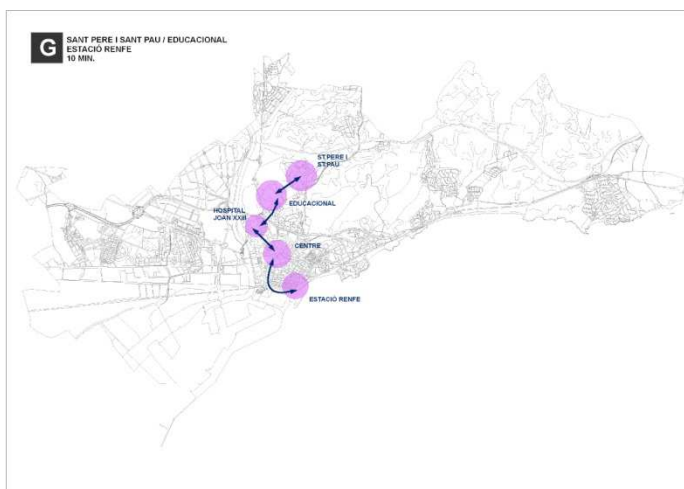 G
SANT PERE I SANT PAU / EDUCACIONAL
ESTACIÓ RENFE
10 MIN.
ST.PERE I
ST.PAU
EDUCACIONAL
HOSPITAL
JOAN XXIII
CENTRE
ESTACIÓ RENFE